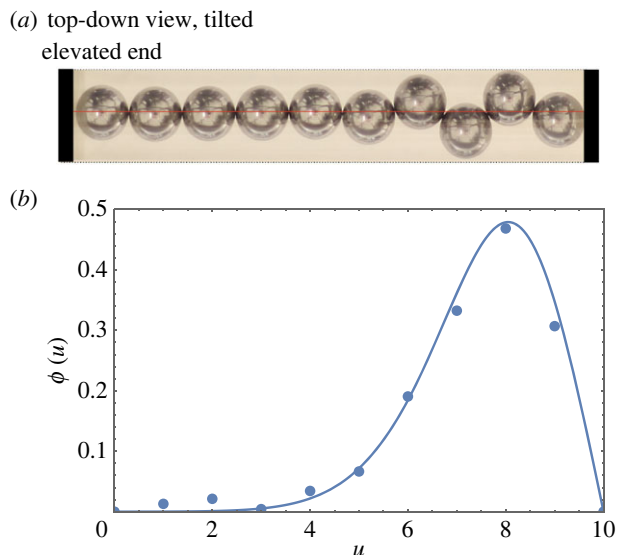 (a) top-down view, tilted
elevated end
(b)
0.5
0.4
0.3
0.2
0.1
0 2 4 6 8 10
ϕ (u)
u